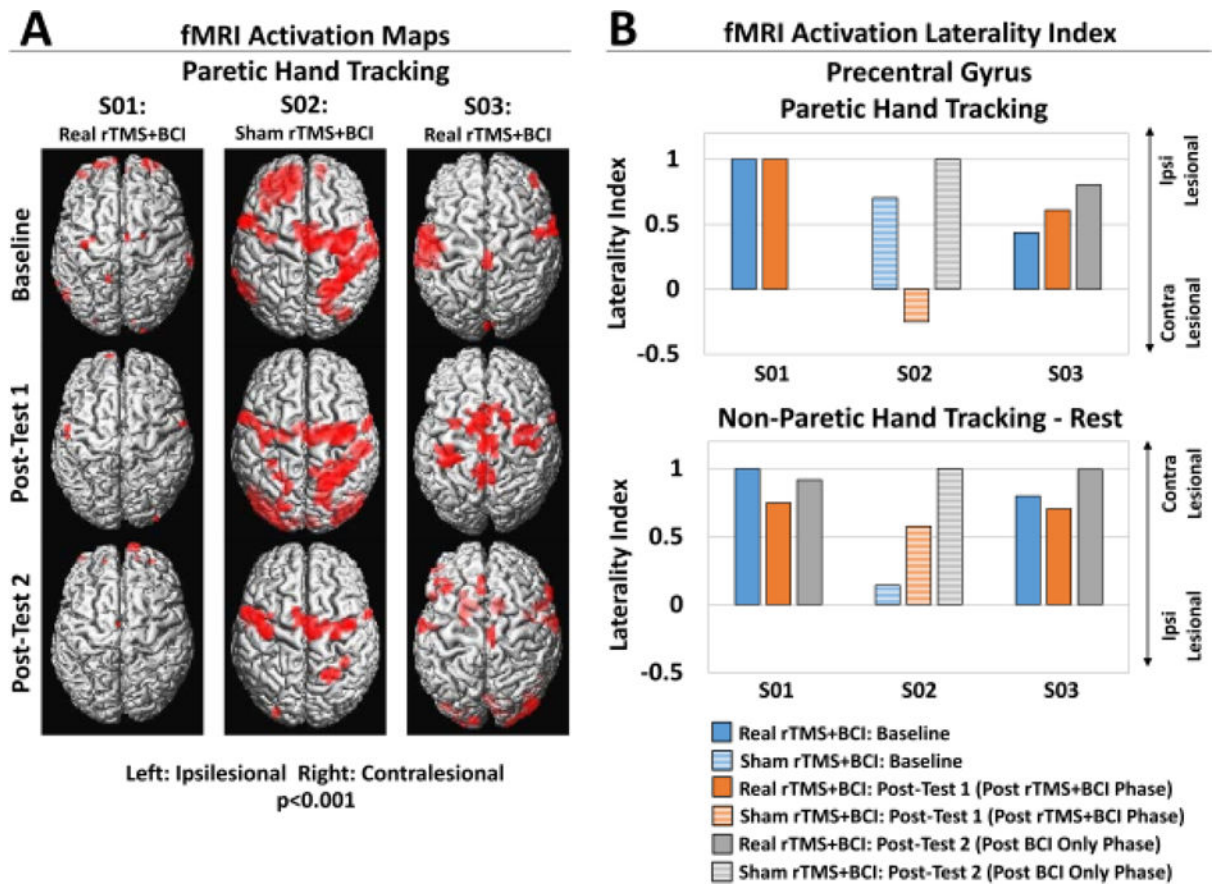 A
fMRI Activation Maps
Paretic Hand Tracking
S01:
Real rTMS+BCI
S02:
Sham rTMS+BCI
S03:
Real rTMS+BCI
Baseline
Post-Test 1
Post-Test 2
Left: Ipsilesional Right: Contralesional
p<0.001
B
fMRI Activation Laterality Index
Precentral Gyrus
Paretic Hand Tracking
Laterality Index
1
0.5
0
-0.5
S01
S02
S03
Ipsi
Lesional
Contra
Lesional
Non-Paretic Hand Tracking - Rest
Laterality Index
1
0.5
0
-0.5
S01
S02
S03
Contra
Lesional
Ipsi
Lesional
Real rTMS+BCI: Baseline
Sham rTMS+BCI: Baseline
Real rTMS+BCI: Post-Test 1 (Post rTMS+BCI Phase)
Sham rTMS+BCI: Post-Test 1 (Post rTMS+BCI Phase)
Real rTMS+BCI: Post-Test 2 (Post BCI Only Phase)
Sham rTMS+BCI: Post-Test 2 (Post BCI Only Phase)